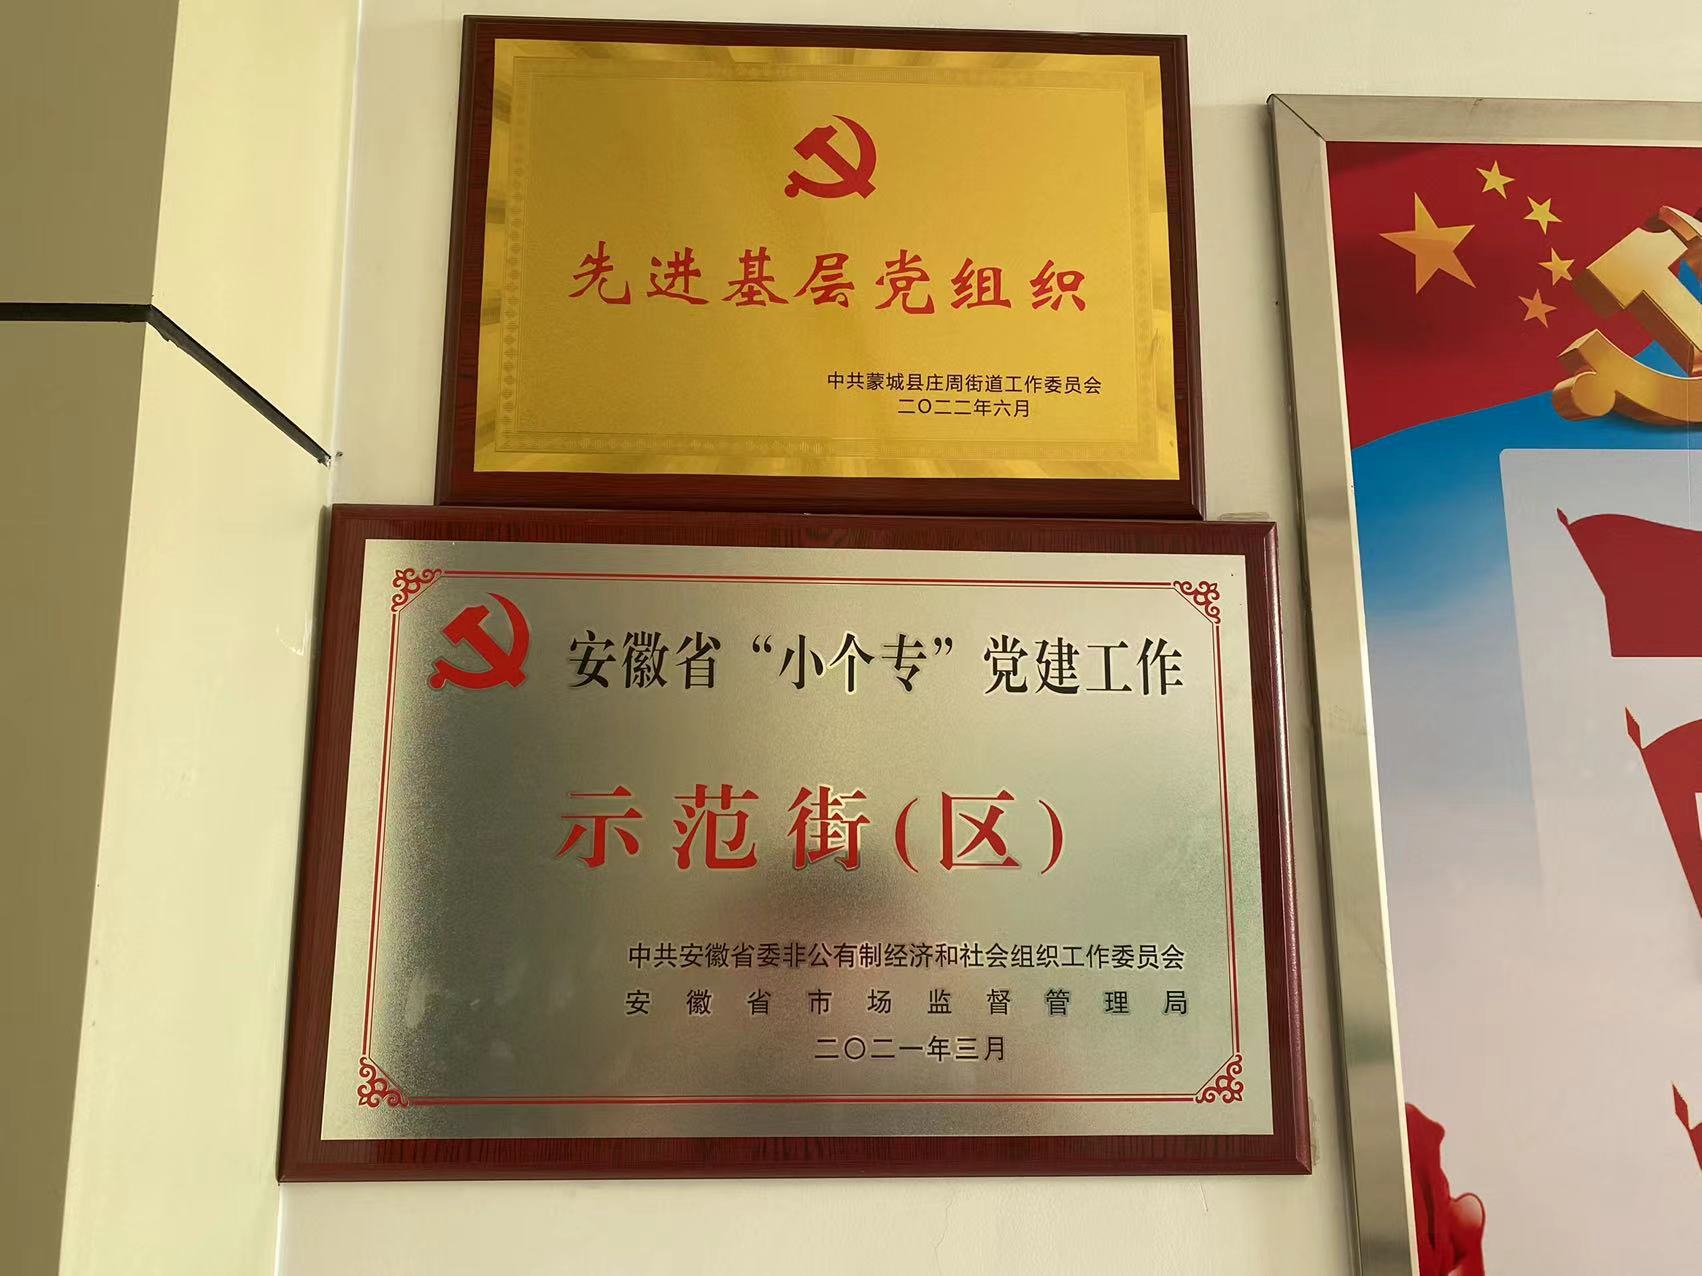 先进基层党组织
中共蒙城县庄周街道工作委员会
二〇二二年六月
安徽省“小个专”党建工作
示范街(区)
中共安徽省委非公有制经济和社会组织工作委员会
安徽省市场监督管理局
二〇二一年三月